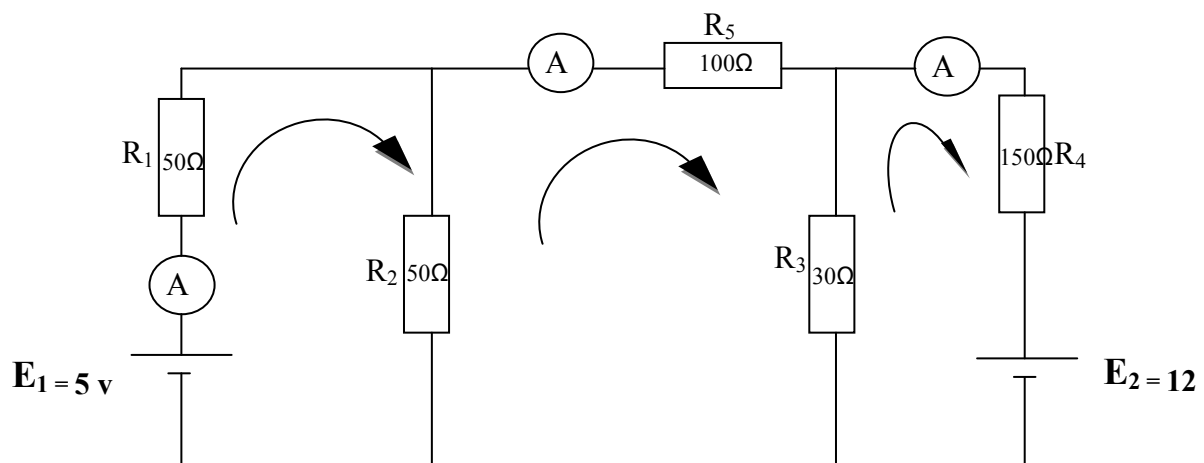 R₅
A
100Ω
A
R₁ 50Ω
150Ω R₄
R₂ 50Ω
R₃ 30Ω
A
E₁ = 5 v
E₂ = 12